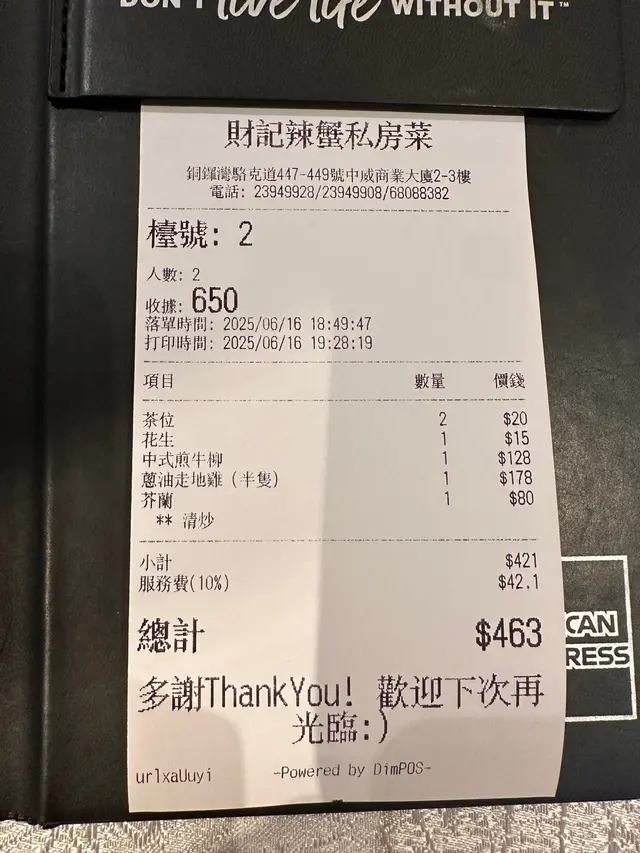 DON'T live life WITHOUT IT™
財記辣蟹私房菜
銅鑼灣駱克道447-449號中威商業大廈2-3樓
電話: 23949928/23949908/68088382
檯號: 2
人數: 2
收據: 650
落單時間: 2025/06/16 18:49:47
打印時間: 2025/06/16 19:28:19
項目 數量 價錢
茶位 2 $20
花生 1 $15
中式煎牛柳 1 $128
蔥油走地雞 (半隻) 1 $178
芥蘭 1 $80
** 清炒
小計 $421
服務費(10%) $42.1
總計 $463
多謝ThankYou! 歡迎下次再
光臨:)
urlxaUuyi -Powered by DimPOS-
CAN
RESS